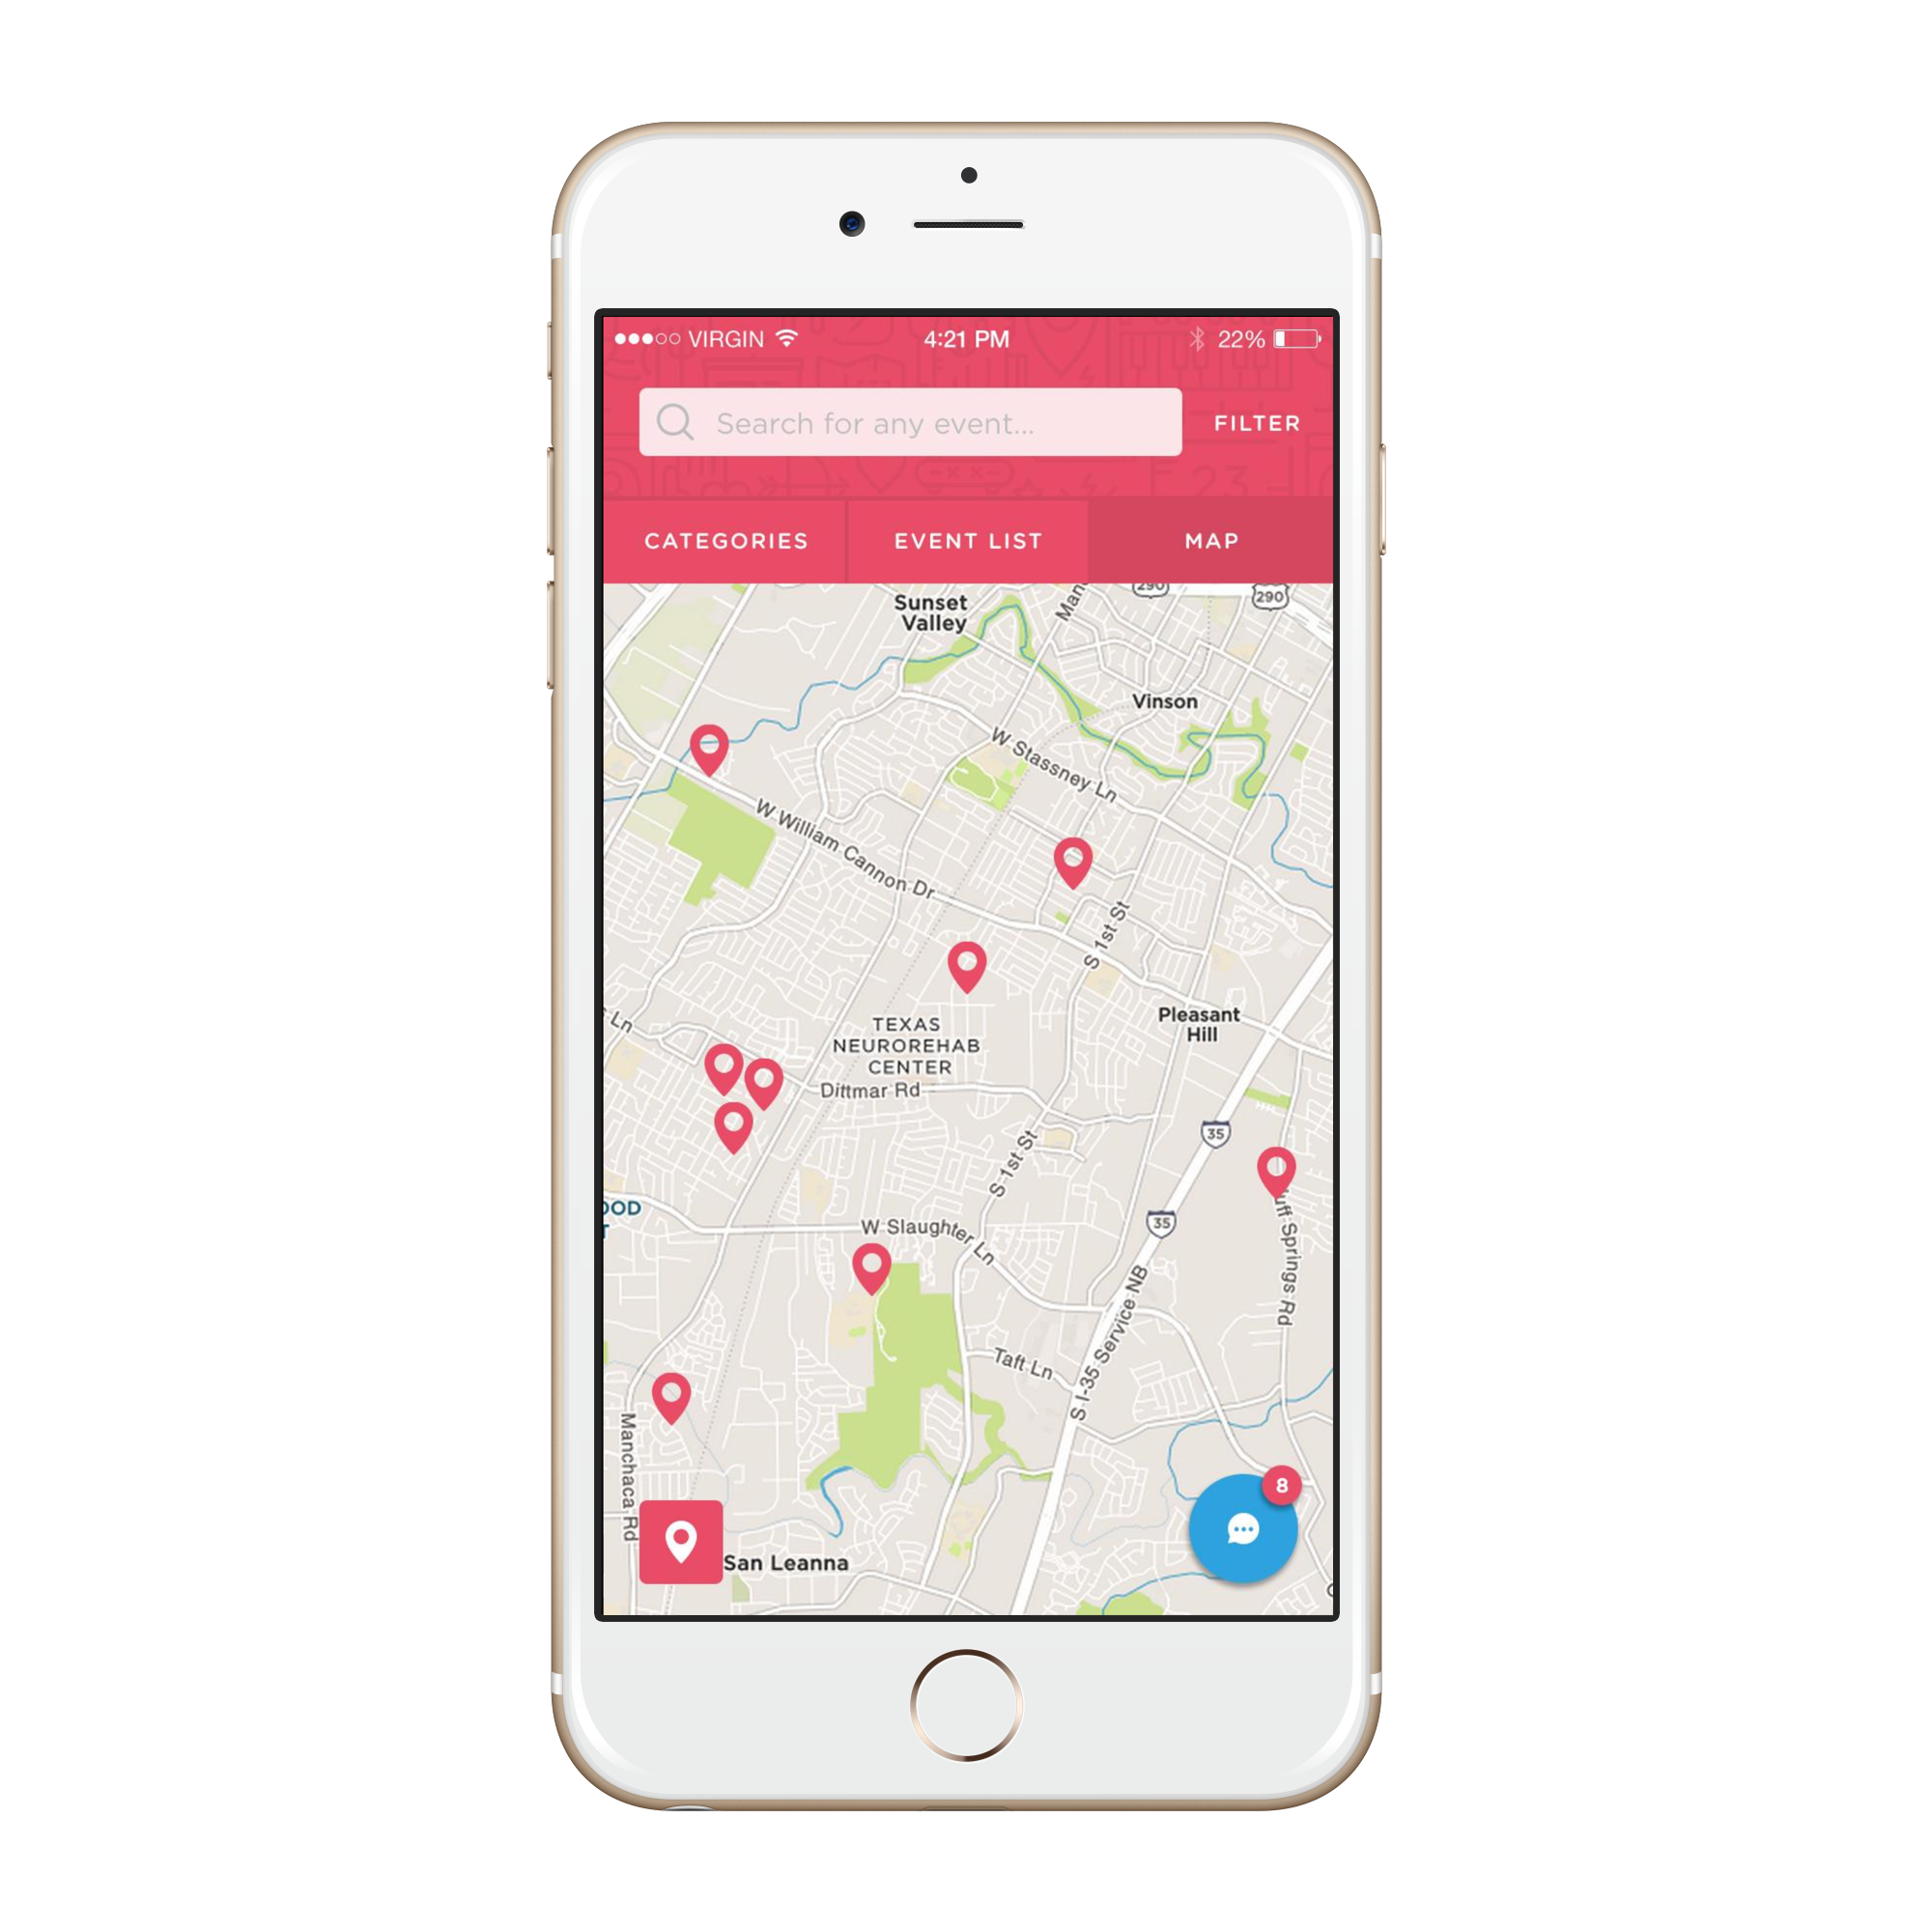 VIRGIN 4:21 PM 22%
Search for any event...
FILTER
CATEGORIES EVENT LIST MAP
290
290
Sunset
Valley
Vinson
W Stassney Ln
W William Cannon Dr
S 1st St
Ln
TEXAS
NEUROREHAB
CENTER
Pleasant
Hill
Dittmar Rd
35
S 1st St
35
OOD
W Slaughter Ln
uff Springs Rd
S I-35 Service NB
Taft Ln
Manchaca Rd
8
San Leanna